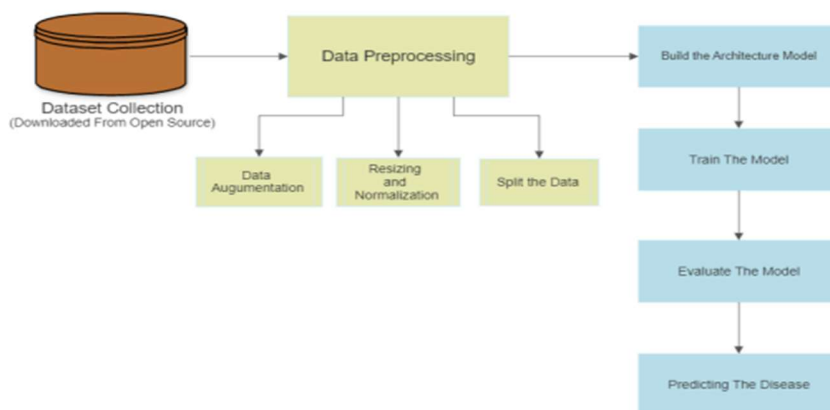 Dataset Collection
(Downloaded From Open Source)
Data Preprocessing
Data
Augumentation
Resizing
and
Normalization
Split the Data
Build the Architecture Model
Train The Model
Evaluate The Model
Predicting The Disease